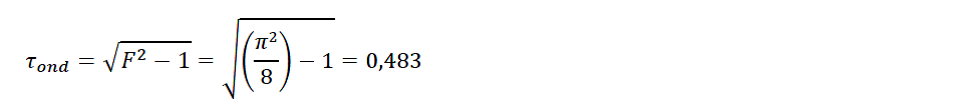 τ_ond = √(F² − 1) = √((π²/8) − 1) = 0,483